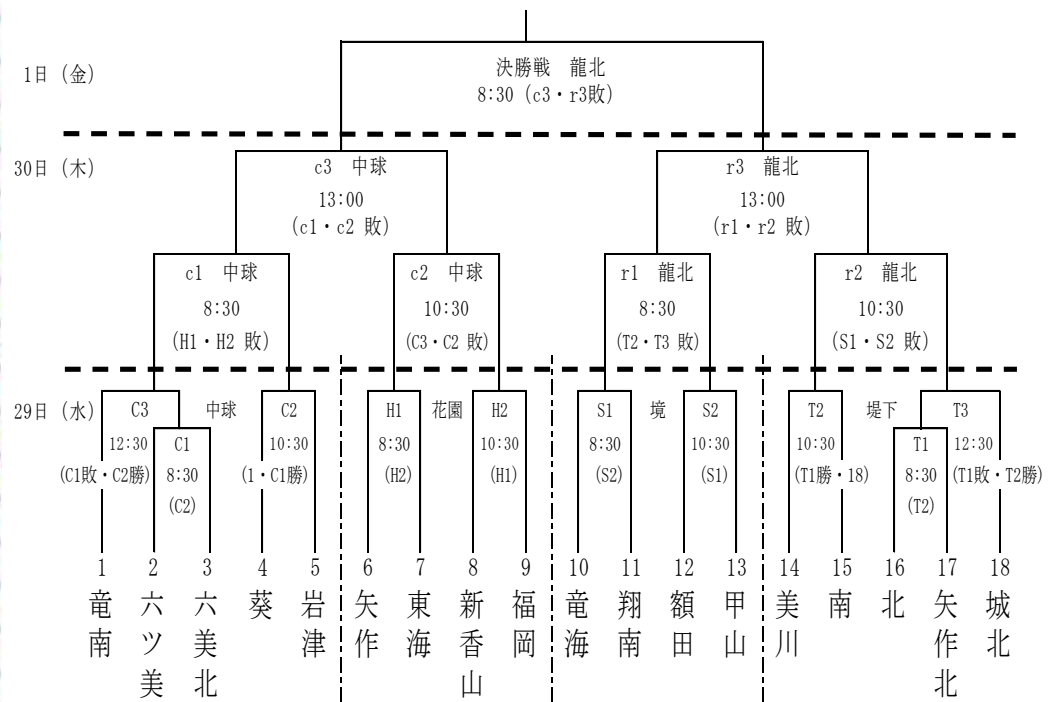 1日（金）
決勝戦　龍北
8:30（c3・r3敗）
30日（木）
c3 中球
13:00
(c1・c2 敗)
r3 龍北
13:00
(r1・r2 敗)
c1 中球
8:30
(H1・H2 敗)
c2 中球
10:30
(C3・C2 敗)
r1 龍北
8:30
(T2・T3 敗)
r2 龍北
10:30
(S1・S2 敗)
29日（水）
C3
12:30
(C1敗・C2勝)
C1
8:30
(C2)
中球
C2
10:30
(1・C1勝)
H1
8:30
(H2)
花園
H2
10:30
(H1)
S1
8:30
(S2)
境
S2
10:30
(S1)
T2
10:30
(T1勝・18)
堤下
T1
8:30
(T2)
T3
12:30
(T1敗・T2勝)
1 竜南
2 六ツ美
3 六美北
4 葵
5 岩津
6 矢作
7 東海
8 新香山
9 福岡
10 竜海
11 翔南
12 額田
13 甲山
14 美川
15 南
16 北
17 矢作北
18 城北